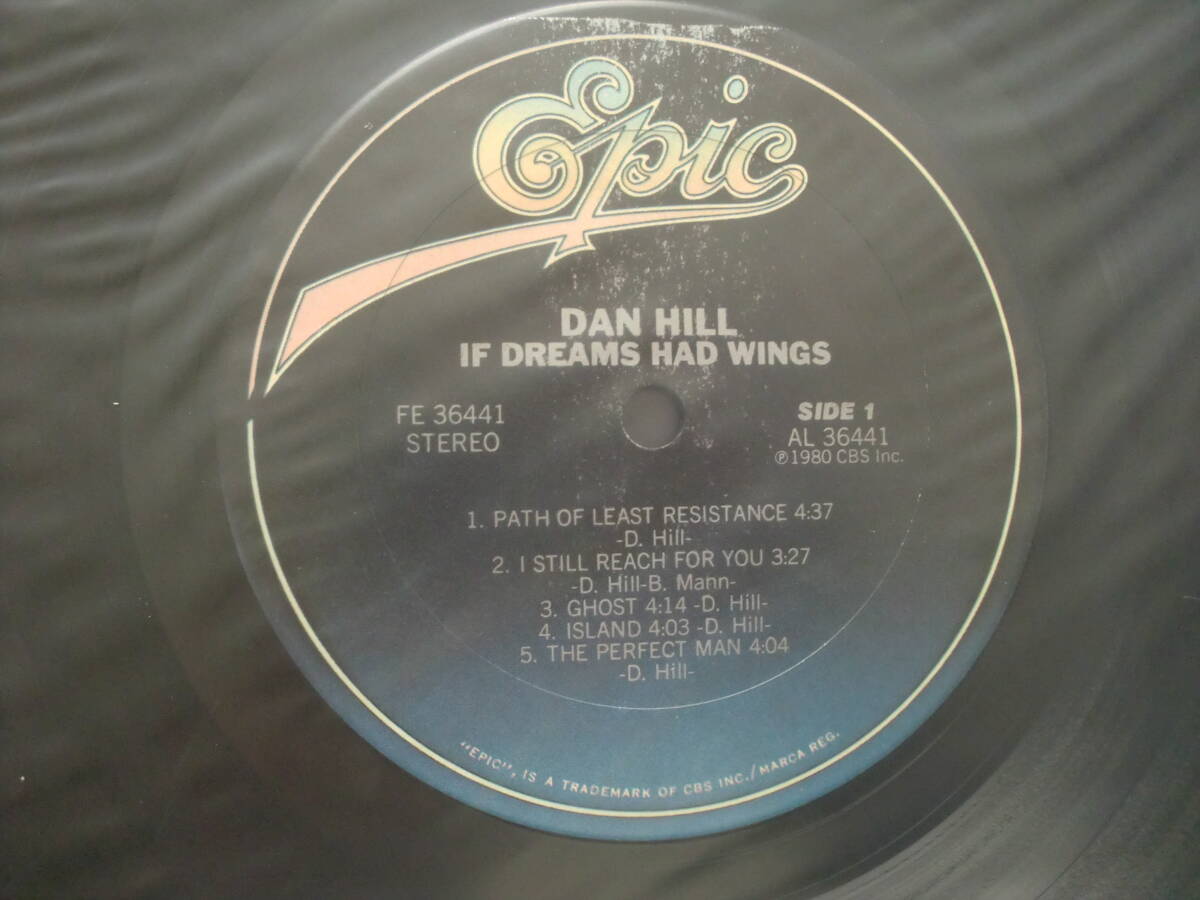 Epic
DAN HILL
IF DREAMS HAD WINGS
FE 36441
STEREO
SIDE 1
AL 36441
℗1980 CBS Inc.
1. PATH OF LEAST RESISTANCE 4:37
-D. Hill-
2. I STILL REACH FOR YOU 3:27
-D. Hill-B. Mann-
3. GHOST 4:14 -D. Hill-
4. ISLAND 4:03 -D. Hill-
5. THE PERFECT MAN 4:04
-D. Hill-
"EPIC", IS A TRADEMARK OF CBS INC./MARCA REG.